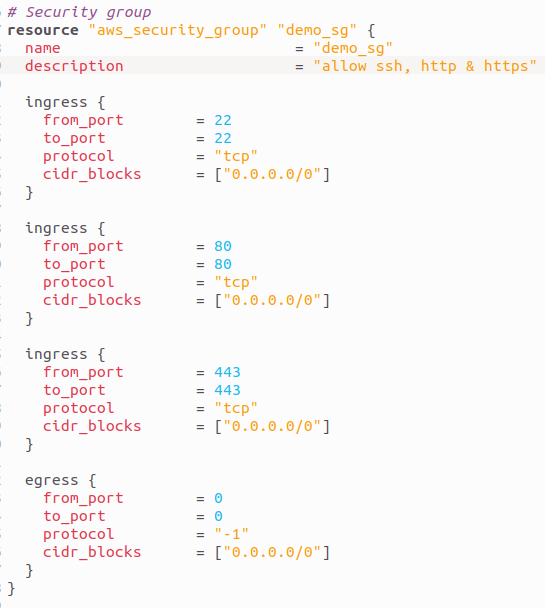 # Security group
resource "aws_security_group" "demo_sg" {
  name                          = "demo_sg"
  description                   = "allow ssh, http & https"

  ingress {
    from_port        = 22
    to_port          = 22
    protocol         = "tcp"
    cidr_blocks      = ["0.0.0.0/0"]
  }

  ingress {
    from_port        = 80
    to_port          = 80
    protocol         = "tcp"
    cidr_blocks      = ["0.0.0.0/0"]
  }

  ingress {
    from_port        = 443
    to_port          = 443
    protocol         = "tcp"
    cidr_blocks      = ["0.0.0.0/0"]
  }

  egress {
    from_port        = 0
    to_port          = 0
    protocol         = "-1"
    cidr_blocks      = ["0.0.0.0/0"]
  }
}